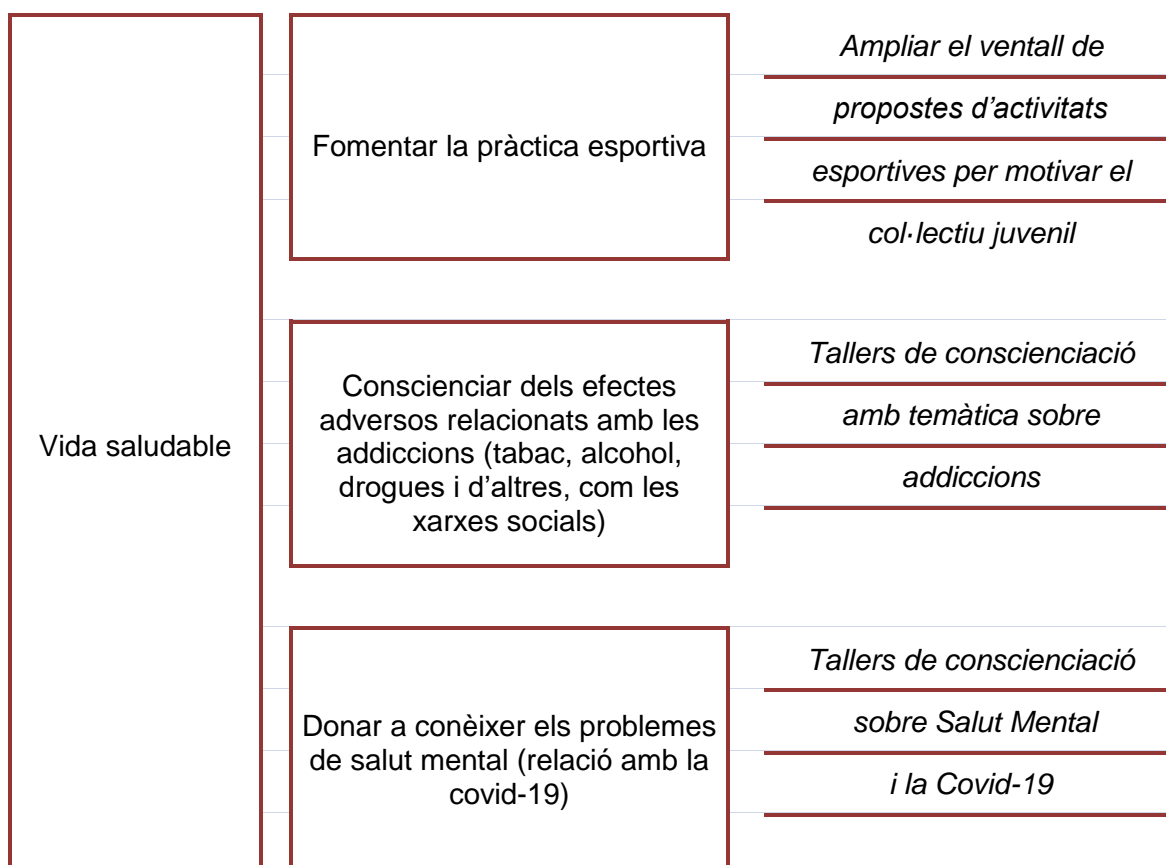 Vida saludable
Fomentar la pràctica esportiva
Ampliar el ventall de
propostes d'activitats
esportives per motivar el
col·lectiu juvenil
Conscienciar dels efectes
adversos relacionats amb les
addiccions (tabac, alcohol,
drogues i d'altres, com les
xarxes socials)
Tallers de conscienciació
amb temàtica sobre
addiccions
Donar a conèixer els problemes
de salut mental (relació amb la
covid-19)
Tallers de conscienciació
sobre Salut Mental
i la Covid-19